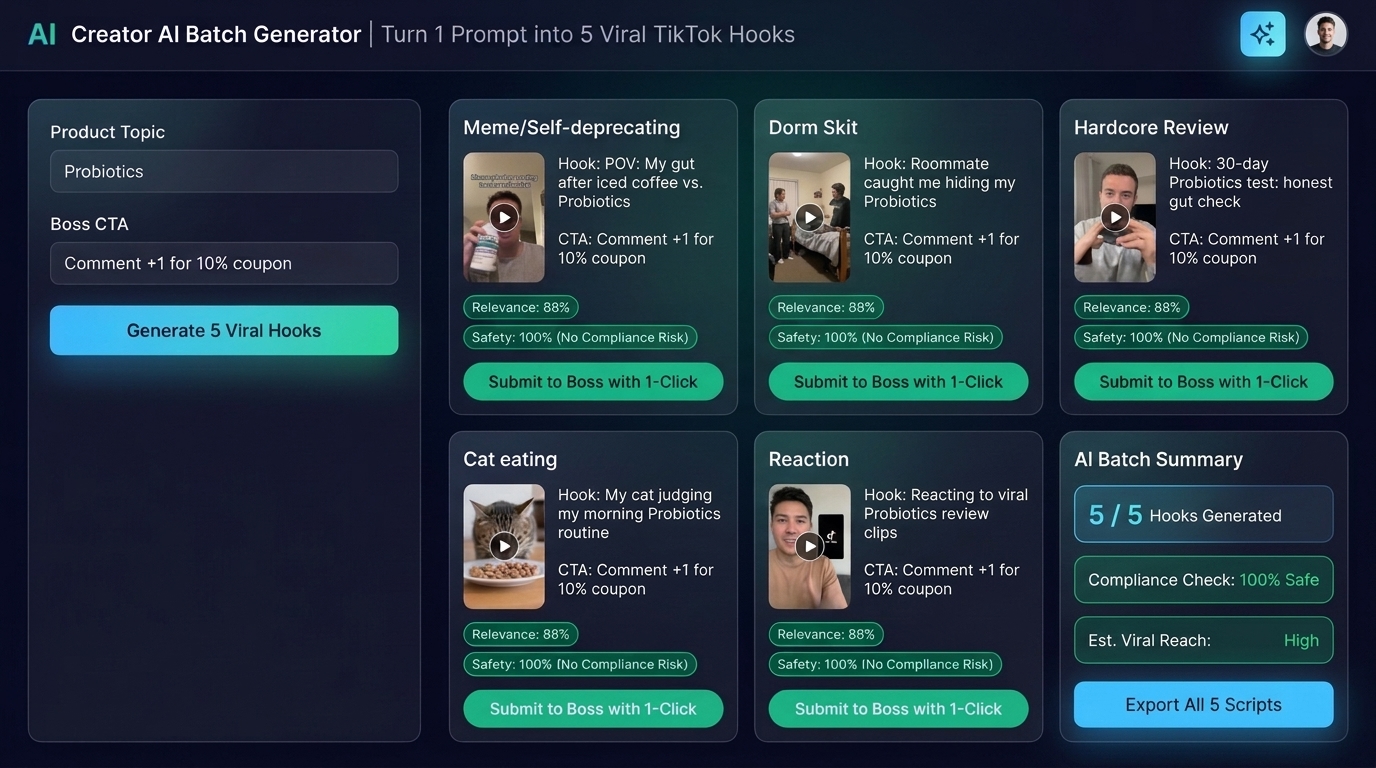 AI Creator AI Batch Generator | Turn 1 Prompt into 5 Viral TikTok Hooks
Product Topic
Probiotics
Boss CTA
Comment +1 for 10% coupon
Generate 5 Viral Hooks
Meme/Self-deprecating
Hook: POV: My gut
after iced coffee vs.
Probiotics
CTA: Comment +1 for
10% coupon
Relevance: 88%
Safety: 100% (No Compliance Risk)
Submit to Boss with 1-Click
Dorm Skit
Hook: Roommate
caught me hiding my
Probiotics
CTA: Comment +1 for
10% coupon
Relevance: 88%
Safety: 100% (No Compliance Risk)
Submit to Boss with 1-Click
Hardcore Review
Hook: 30-day
Probiotics test: honest
gut check
CTA: Comment +1 for
10% coupon
Relevance: 88%
Safety: 100% (No Compliance Risk)
Submit to Boss with 1-Click
Cat eating
Hook: My cat judging
my morning Probiotics
routine
CTA: Comment +1 for
10% coupon
Relevance: 88%
Safety: 100% (No Compliance Risk)
Submit to Boss with 1-Click
Reaction
Hook: Reacting to viral
Probiotics review
clips
CTA: Comment +1 for
10% coupon
Relevance: 88%
Safety: 100% (No Compliance Risk)
Submit to Boss with 1-Click
AI Batch Summary
5 / 5 Hooks Generated
Compliance Check: 100% Safe
Est. Viral Reach: High
Export All 5 Scripts